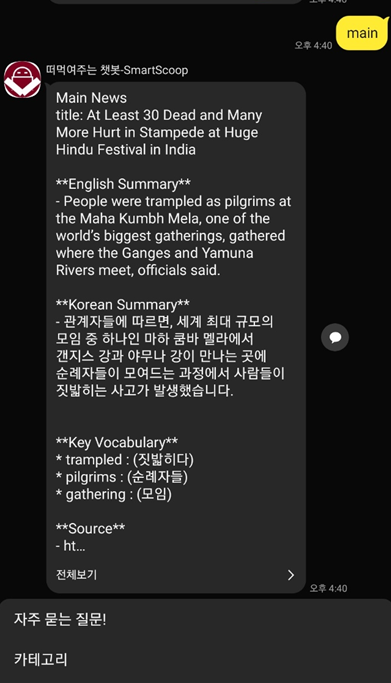 main
오후 4:40
떠먹여주는 챗봇-SmartScoop
Main News
title: At Least 30 Dead and Many
More Hurt in Stampede at Huge
Hindu Festival in India
**English Summary**
- People were trampled as pilgrims at
the Maha Kumbh Mela, one of the
world's biggest gatherings, gathered
where the Ganges and Yamuna
Rivers meet, officials said.
**Korean Summary**
- 관계자들에 따르면, 세계 최대 규모의
모임 중 하나인 마하 쿰바 멜라에서
갠지스 강과 야무나 강이 만나는 곳에
순례자들이 모여드는 과정에서 사람들이
짓밟히는 사고가 발생했습니다.
**Key Vocabulary**
* trampled : (짓밟히다)
* pilgrims : (순례자들)
* gathering : (모임)
**Source**
- ht…
전체보기
오후 4:40
자주 묻는 질문!
카테고리